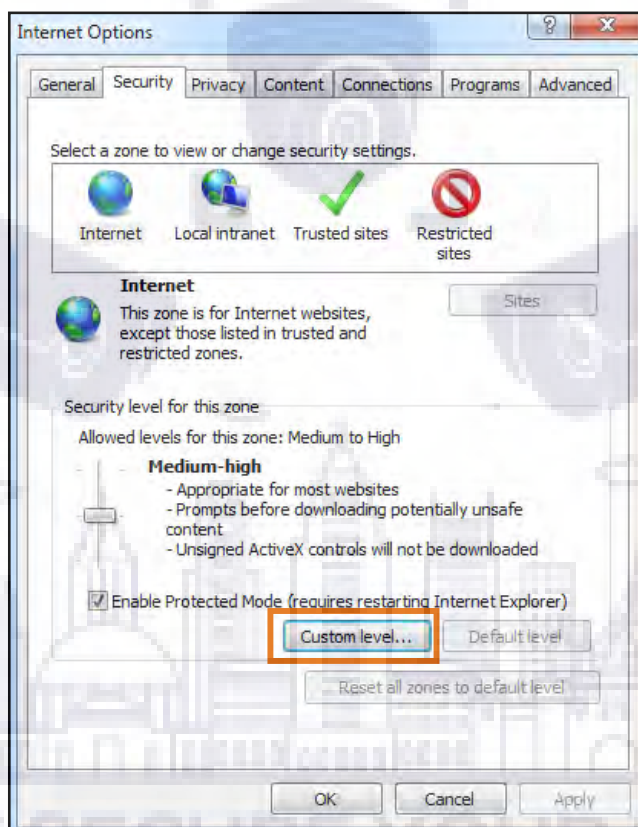 Internet Options
General Security Privacy Content Connections Programs Advanced
Select a zone to view or change security settings.
Internet Local intranet Trusted sites Restricted
sites
Internet
Sites
This zone is for Internet websites,
except those listed in trusted and
restricted zones.
Security level for this zone
Allowed levels for this zone: Medium to High
Medium-high
- Appropriate for most websites
- Prompts before downloading potentially unsafe
content
- Unsigned ActiveX controls will not be downloaded
Enable Protected Mode (requires restarting Internet Explorer)
Custom level... Default level
Reset all zones to default level
OK Cancel Apply